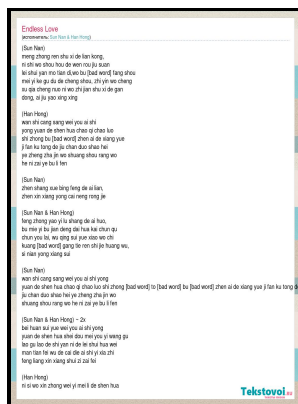 Endless Love
(исполнитель: Sun Nan & Han Hong)
(Sun Nan)
meng zhong ren shu xi de lian kong,
ni shi wo shou hou de wen rou jiu suan
lei shui yan mo tian di,wo bu [bad word] fang shou
mei yi ke gu du de cheng shou, zhi yin wo cheng
xu qia cheng nuo ni wo zhi jian shu xi de gan
dong, ai jiu yao xing xing
(Han Hong)
wan shi cang sang wei you ai shi
yong yuan de shen hua chao qi chao luo
shi zhong bu [bad word] zhen ai de xiang yue
ji fan ku tong de jiu chan duo shao hei
ye zheng zha jin wo shuang shou rang wo
he ni zai ye bu li fen
(Sun Nan)
zhen shang xue bing feng de ai lian,
zhen xin xiang yong cai neng rong jie
(Sun Nan & Han Hong)
feng zhong yao yi lu shang de ai huo,
bu mie yi bu jian deng dai hua kai chun qu
chun you lai, wu qing sui yue xiao wo chi
kuang [bad word] gang tie ren shi jie huang wu,
ai nian yong xiang sui
(Sun Nan)
wan shi cang sang wei you ai shi yong
yuan de shen hua chao qi chao luo shi zhong [bad word] to [bad word] bu [bad word] zhen ai de xiang yue ji fan ku tong de
jiu chan duo shao hei ye zheng zha jin wo
shuang shou rang wo he ni zai ye bu li fen
(Sun Nan & Han Hong) ~ 2x
bei huan sui yue wei you ai shi yong
yuan de shen hua shei dou mei you yi wang gu
lao gu lao de shi yan ni de lei shui hua wei
man tian fei wu de cai die ai shi yi xia zhi
feng liang xin xiang shui zi zai fei
(Han Hong)
ni si wo xin zhong wei yi mei li de shen hua
Tekstovoi.RU